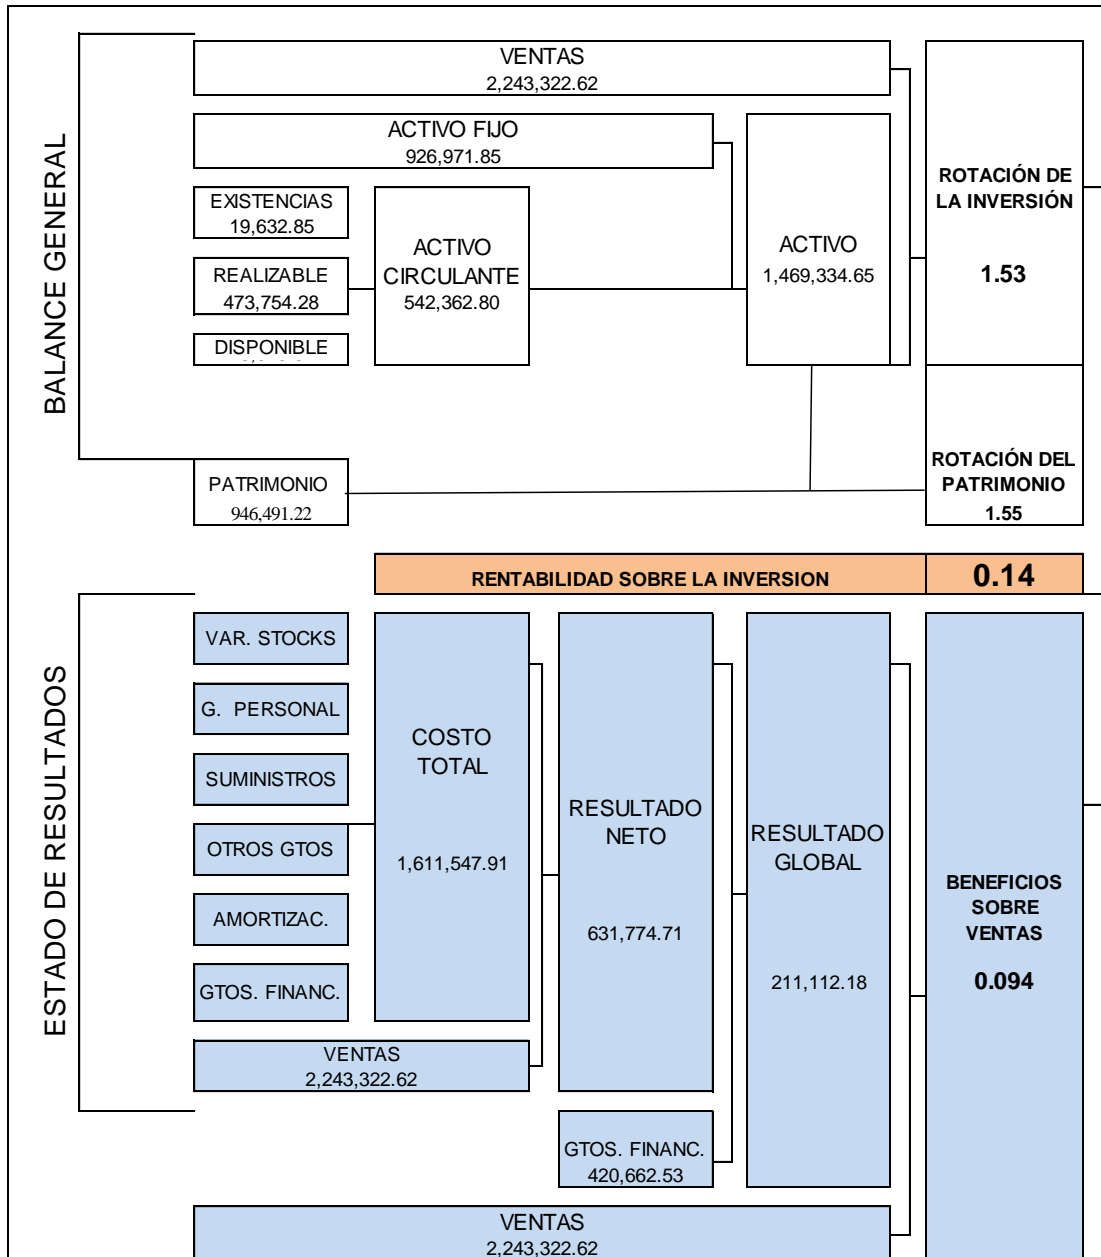 BALANCE GENERAL
VENTAS
2,243,322.62
ACTIVO FIJO
926,971.85
EXISTENCIAS
19,632.85
REALIZABLE
473,754.28
DISPONIBLE
ACTIVO
CIRCULANTE
542,362.80
ACTIVO
1,469,334.65
ROTACIÓN DE
LA INVERSIÓN
1.53
PATRIMONIO
946,491.22
ROTACIÓN DEL
PATRIMONIO
1.55
RENTABILIDAD SOBRE LA INVERSION
0.14
ESTADO DE RESULTADOS
VAR. STOCKS
G. PERSONAL
SUMINISTROS
OTROS GTOS
AMORTIZAC.
GTOS. FINANC.
COSTO
TOTAL
1,611,547.91
VENTAS
2,243,322.62
RESULTADO
NETO
631,774.71
GTOS. FINANC.
420,662.53
RESULTADO
GLOBAL
211,112.18
BENEFICIOS
SOBRE
VENTAS
0.094
VENTAS
2,243,322.62